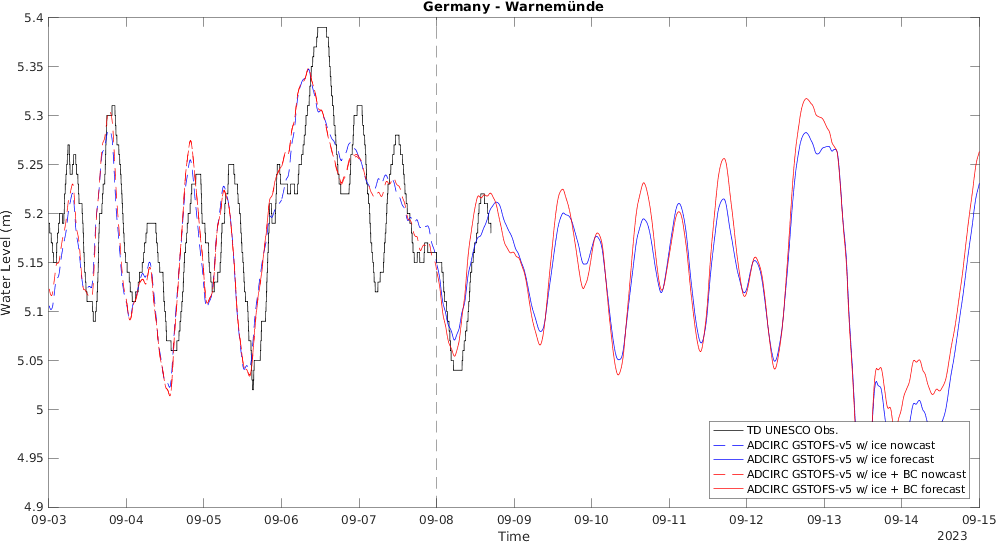 Germany - Warnemünde
Water Level (m)
5.4
5.35
5.3
5.25
5.2
5.15
5.1
5.05
5
4.95
4.9
TD UNESCO Obs.
ADCIRC GSTOFS-v5 w/ ice nowcast
ADCIRC GSTOFS-v5 w/ ice forecast
ADCIRC GSTOFS-v5 w/ ice + BC nowcast
ADCIRC GSTOFS-v5 w/ ice + BC forecast
09-03 09-04 09-05 09-06 09-07 09-08 09-09 09-10 09-11 09-12 09-13 09-14 09-15
Time
2023